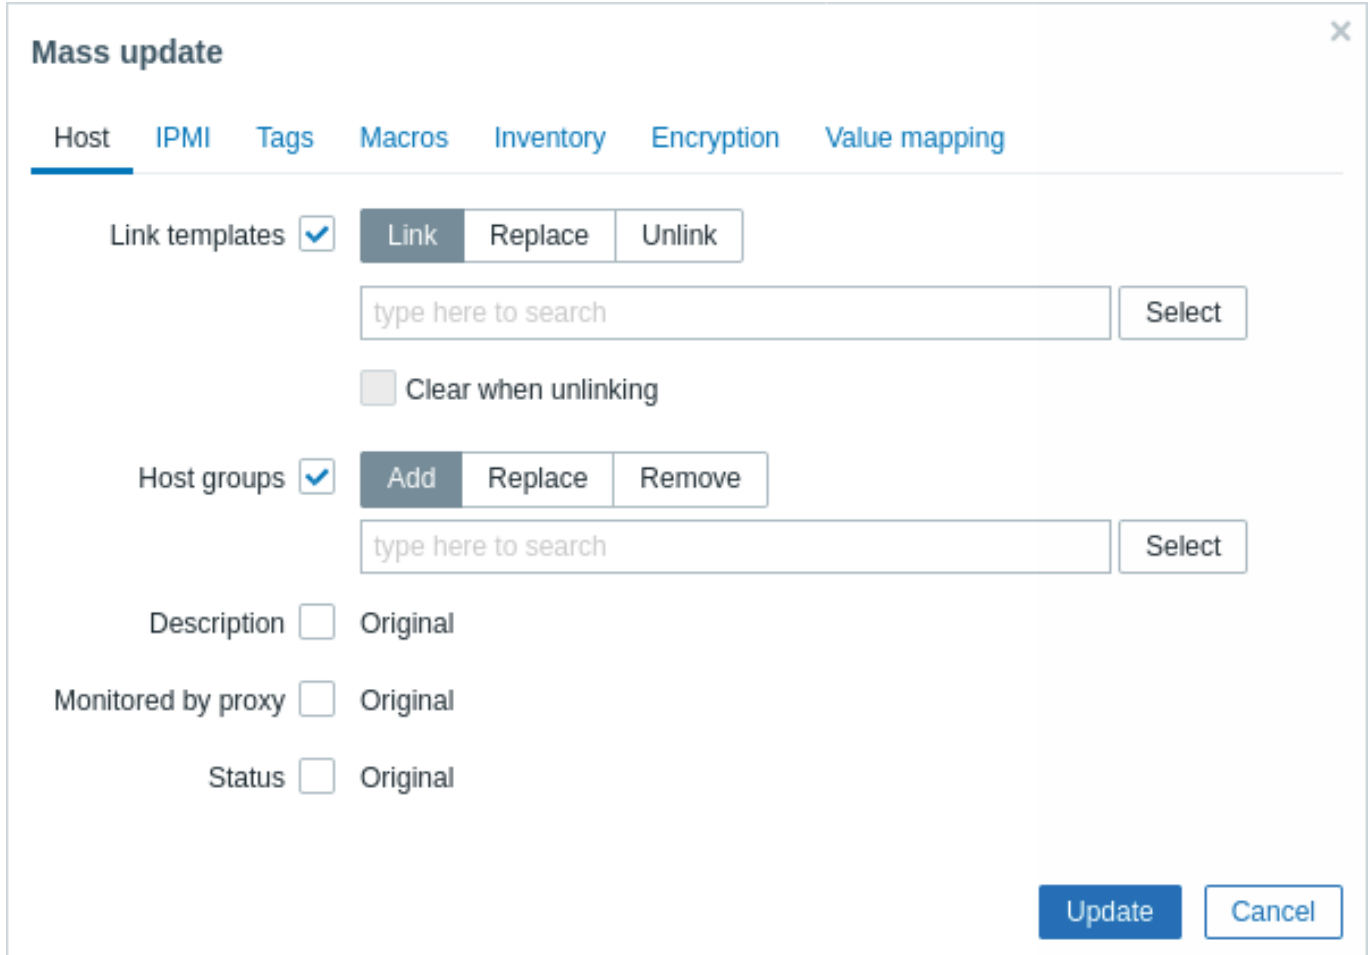 Mass update
Host IPMI Tags Macros Inventory Encryption Value mapping
Link templates Link Replace Unlink
type here to search Select
Clear when unlinking
Host groups Add Replace Remove
type here to search Select
Description Original
Monitored by proxy Original
Status Original
Update Cancel